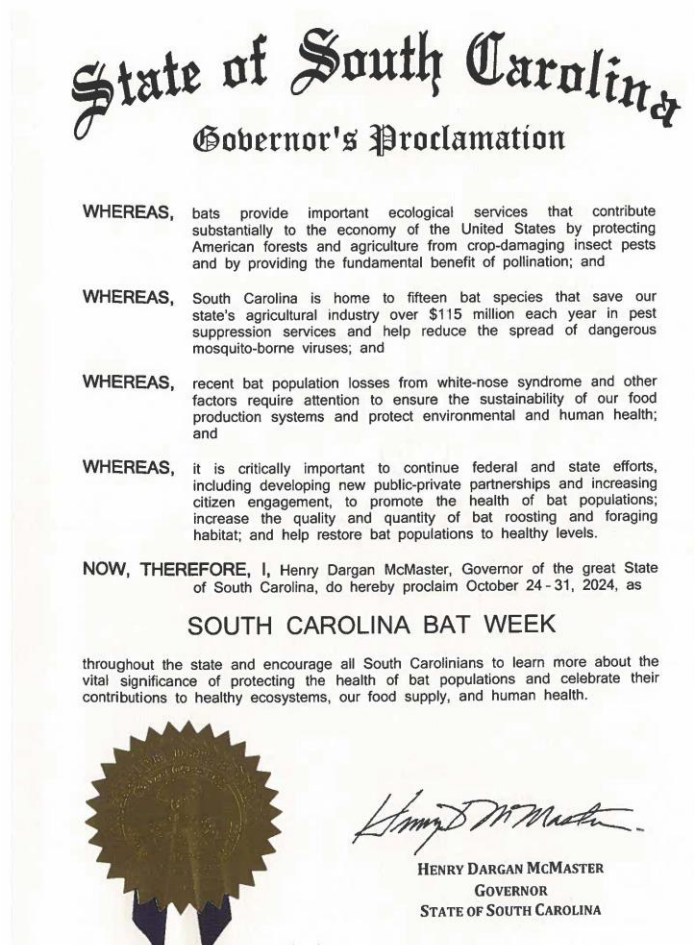 State of South Carolina
Governor's Proclamation
WHEREAS, bats provide important ecological services that contribute
substantially to the economy of the United States by protecting
American forests and agriculture from crop-damaging insect pests
and by providing the fundamental benefit of pollination; and
WHEREAS, South Carolina is home to fifteen bat species that save our
state's agricultural industry over $115 million each year in pest
suppression services and help reduce the spread of dangerous
mosquito-borne viruses; and
WHEREAS, recent bat population losses from white-nose syndrome and other
factors require attention to ensure the sustainability of our food
production systems and protect environmental and human health;
and
WHEREAS, it is critically important to continue federal and state efforts,
including developing new public-private partnerships and increasing
citizen engagement, to promote the health of bat populations;
increase the quality and quantity of bat roosting and foraging
habitat; and help restore bat populations to healthy levels.
NOW, THEREFORE, I, Henry Dargan McMaster, Governor of the great State
of South Carolina, do hereby proclaim October 24-31, 2024, as
SOUTH CAROLINA BAT WEEK
throughout the state and encourage all South Carolinians to learn more about the
vital significance of protecting the health of bat populations and celebrate their
contributions to healthy ecosystems, our food supply, and human health.
Henry D McMaster
HENRY DARGAN MCMASTER
GOVERNOR
STATE OF SOUTH CAROLINA